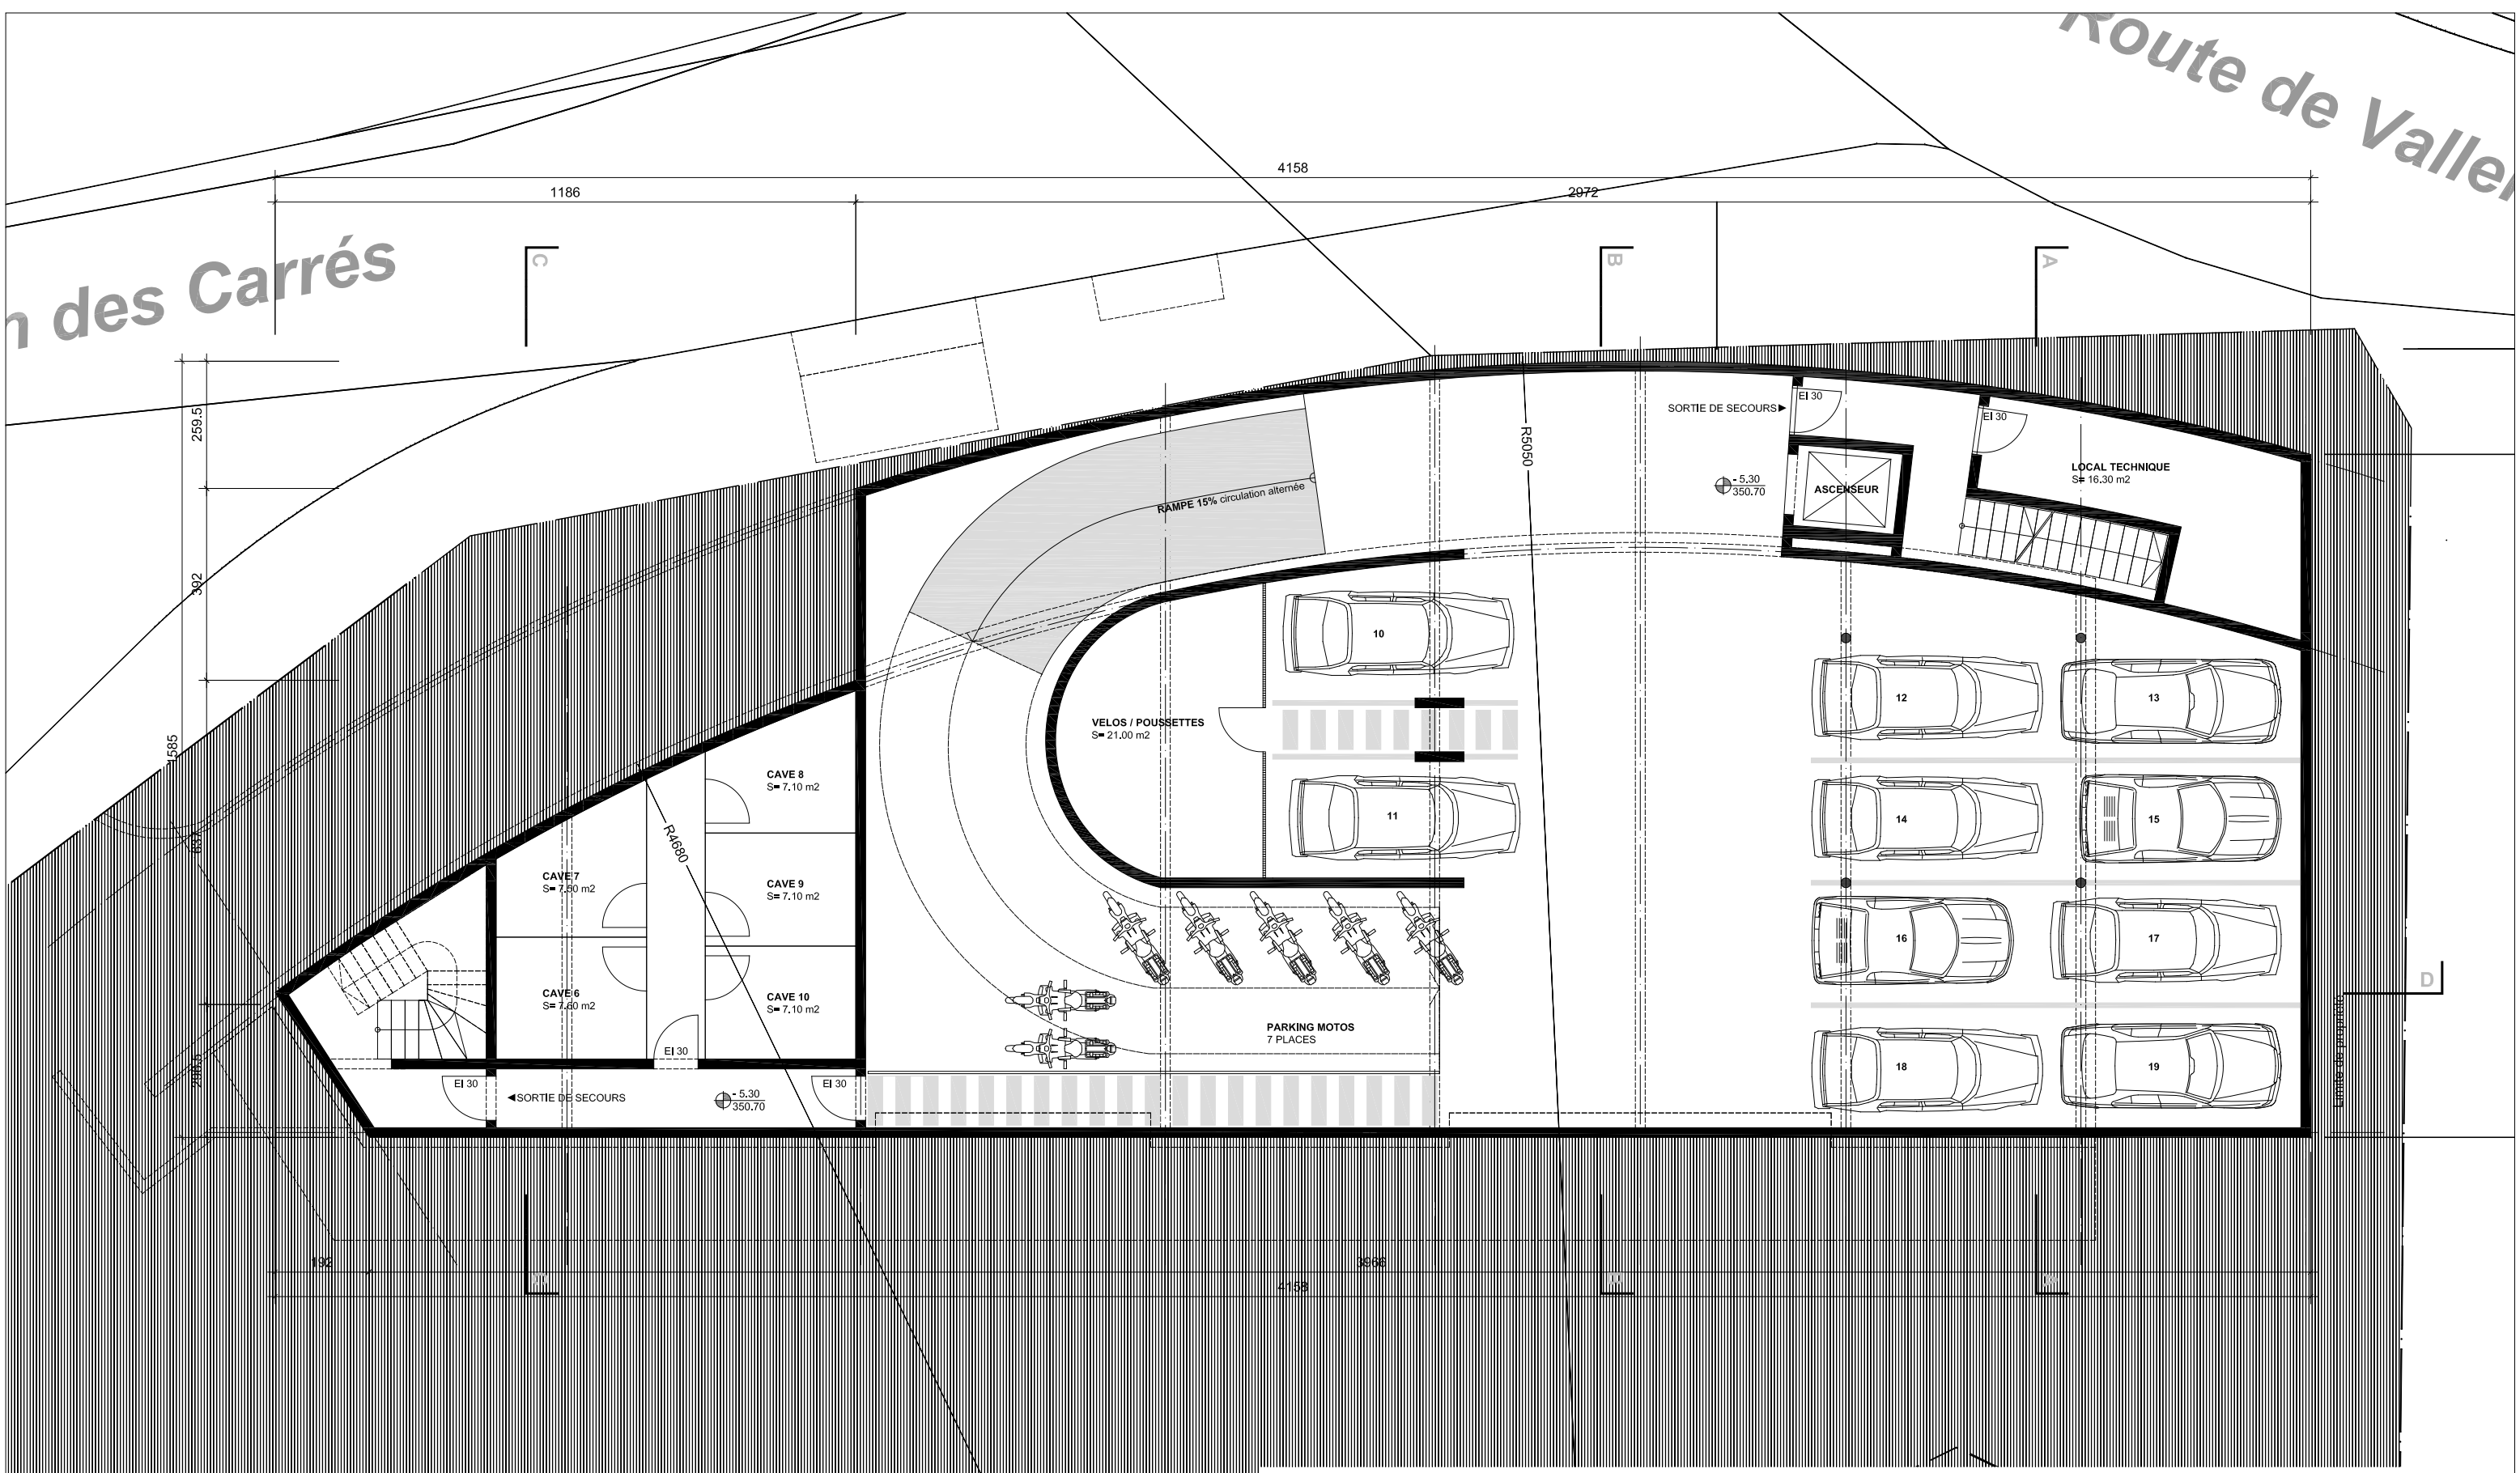 Route de Valle
n des Carrés
4158
1186
2972
C
B
A
259.5
392
1585
R5050
SORTIE DE SECOURS
EI 30
EI 30
- 5.30
350.70
ASCENSEUR
LOCAL TECHNIQUE
S= 16.30 m2
RAMPE 15% circulation alternée
10
VELOS / POUSSETTES
S= 21.00 m2
11
12
13
14
15
16
17
18
19
CAVE 8
S= 7.10 m2
R4680
CAVE 7
S= 7.50 m2
CAVE 9
S= 7.10 m2
CAVE 6
S= 7.60 m2
CAVE 10
S= 7.10 m2
PARKING MOTOS
7 PLACES
EI 30
EI 30
EI 30
SORTIE DE SECOURS
- 5.30
350.70
D
Limite de propriété
192
3966
4158
C
B
A